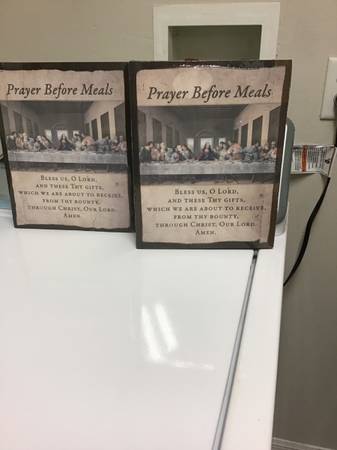 Prayer Before Meals
Bless us, O Lord,
and these Thy gifts,
which we are about to receive,
from thy bounty,
through Christ, Our Lord.
Amen.
Prayer Before Meals
Bless us, O Lord,
and these Thy gifts,
which we are about to receive,
from thy bounty,
through Christ, Our Lord.
Amen.